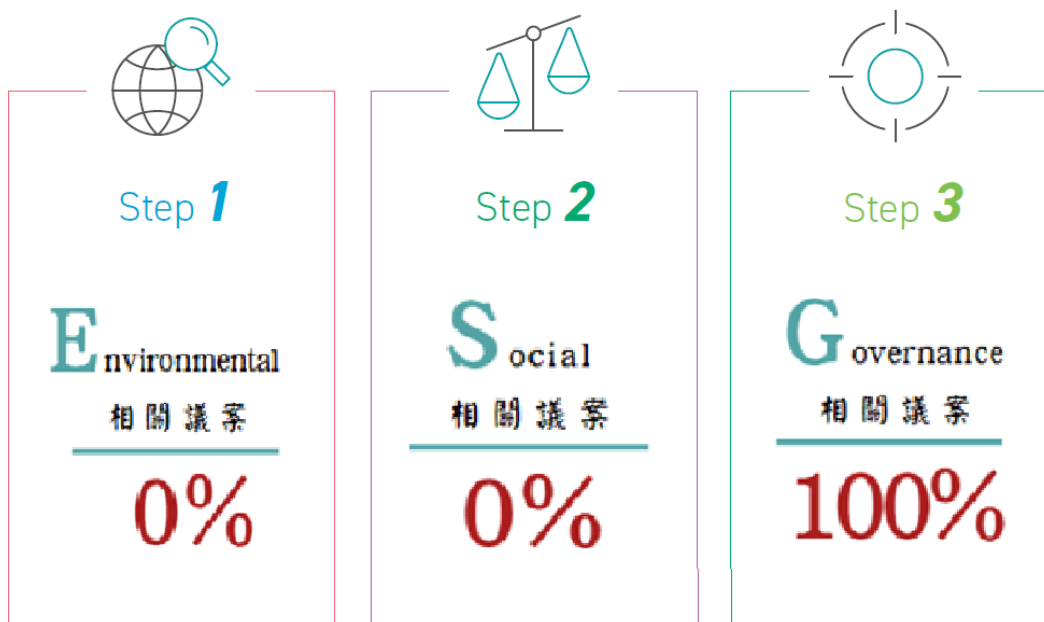 Step 1
Environmental
相關議案
0%
Step 2
Social
相關議案
0%
Step 3
Governance
相關議案
100%